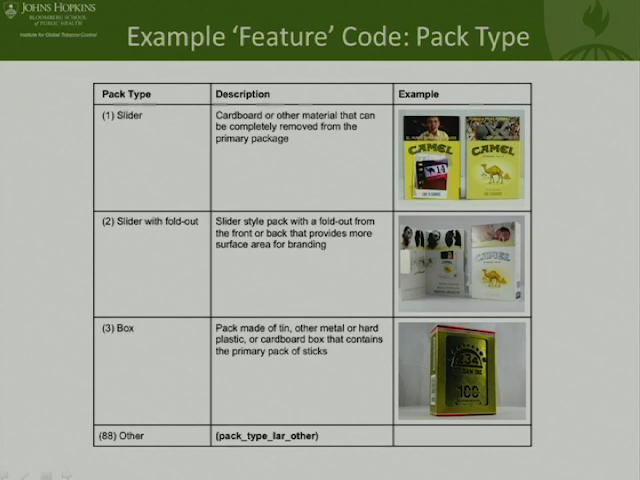 JOHNS HOPKINS
BLOOMBERG SCHOOL
of PUBLIC HEALTH
Institute for Global Tobacco Control
Example ‘Feature’ Code: Pack Type
Pack Type Description Example
(1) Slider
Cardboard or other material that can
be completely removed from the
primary package
CAMEL
CAMEL
(2) Slider with fold-out
Slider style pack with a fold-out from
the front or back that provides more
surface area for branding
CAMEL
(3) Box
Pack made of tin, other metal or hard
plastic, or cardboard box that contains
the primary pack of sticks
100
(88) Other (pack_type_lar_other)